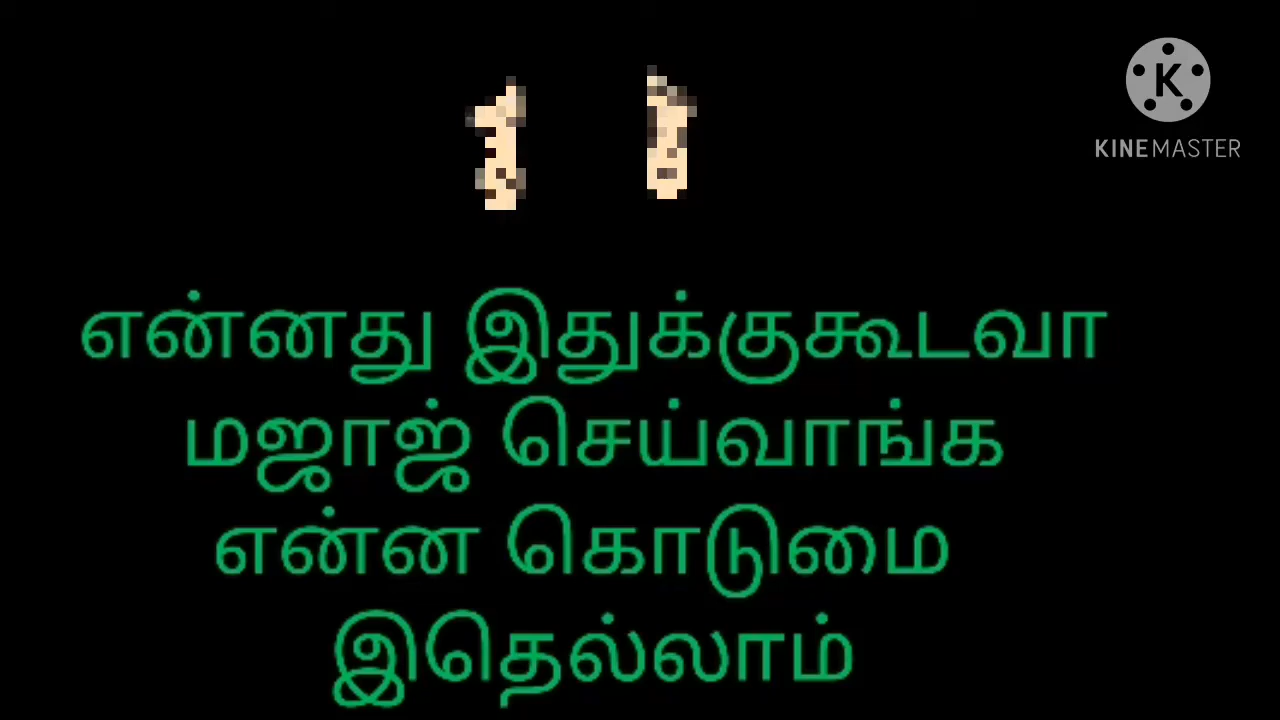 K
KINEMASTER
என்னது இதுக்குகூடவா
மஜாஜ் செய்வாங்க
என்ன கொடுமை
இதெல்லாம்